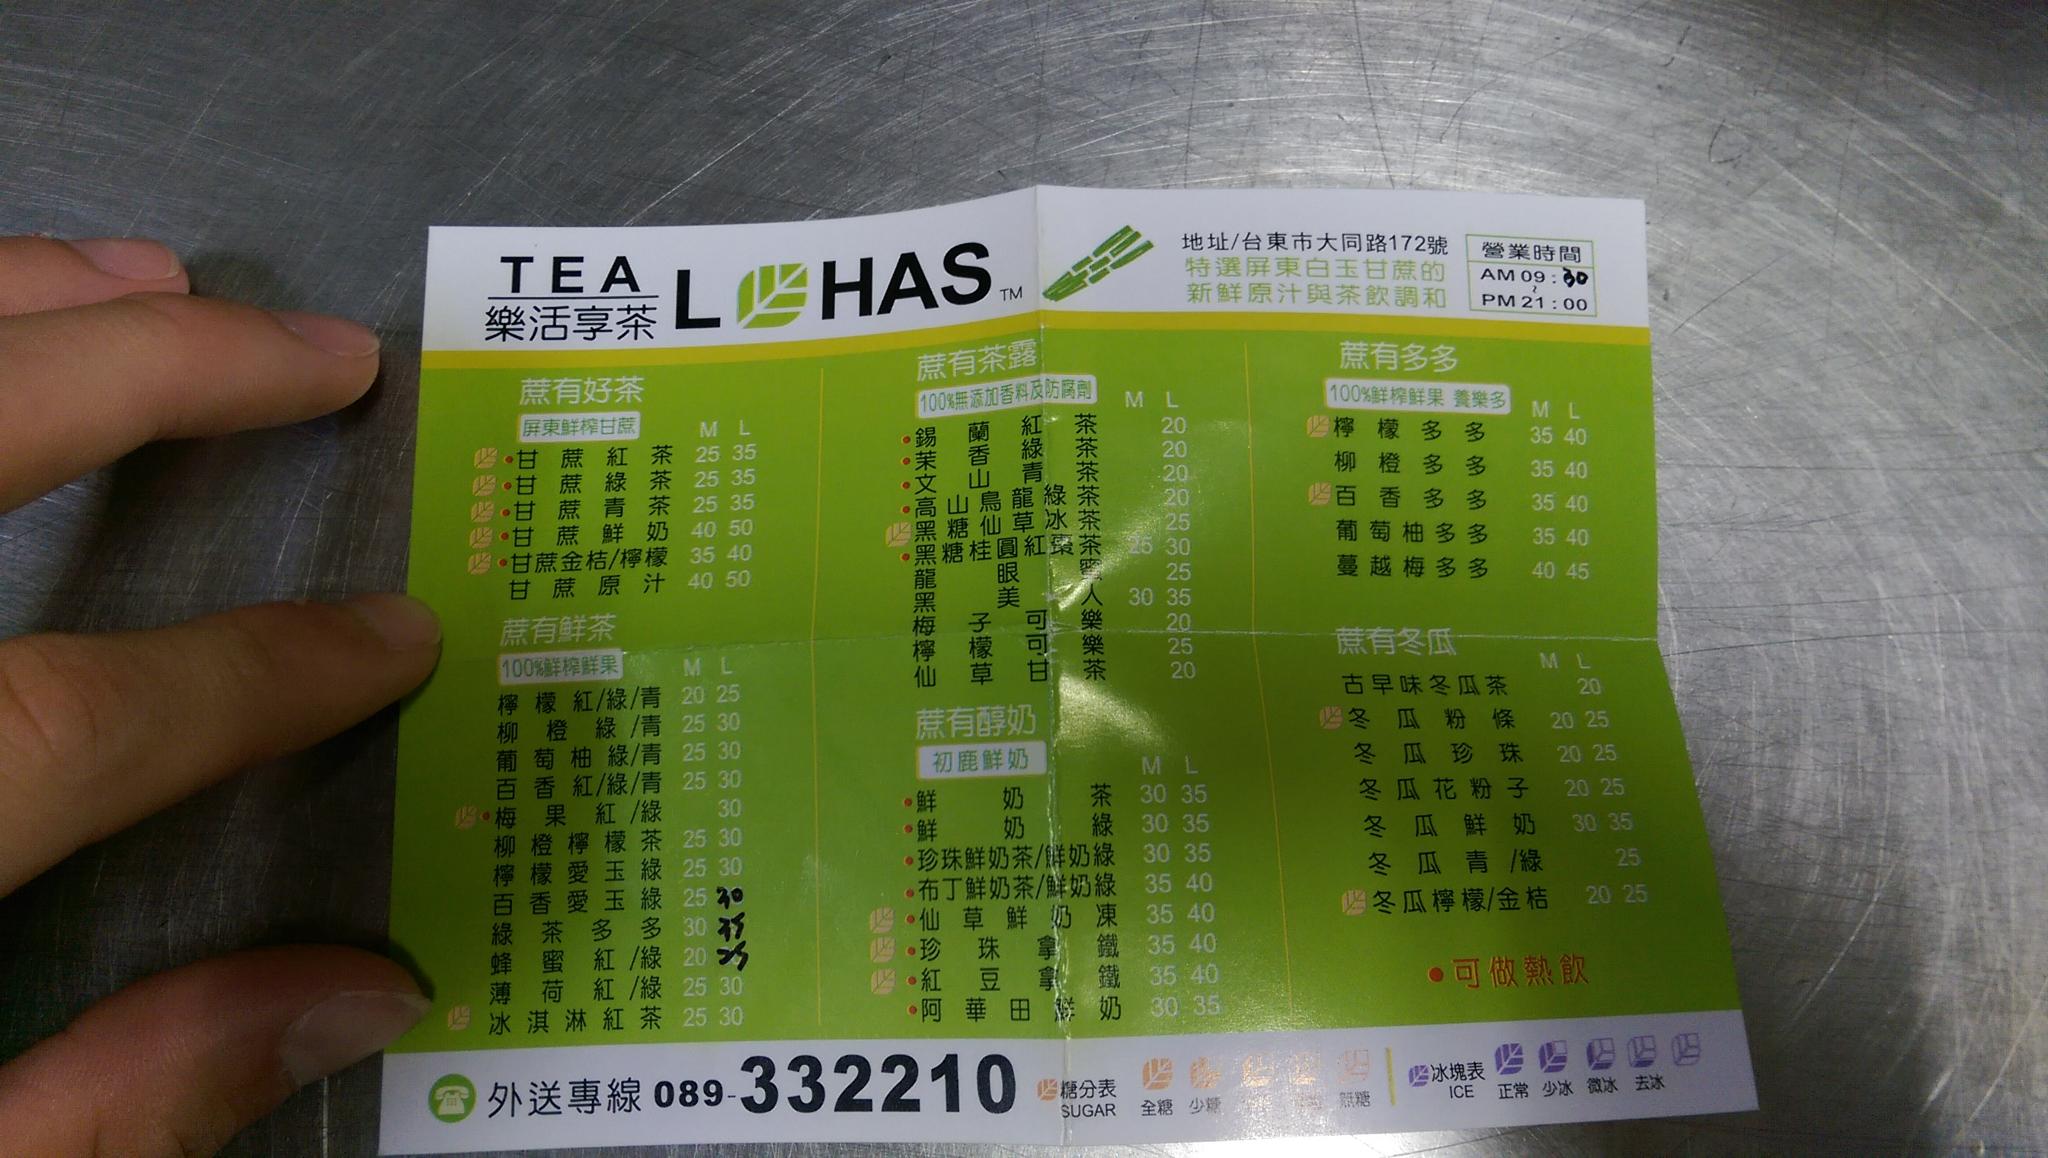 TEA
樂活享茶
L HAS TM
地址/台東市大同路172號
特選屏東白玉甘蔗的
新鮮原汁與茶飲調和
營業時間
AM 09:30
~
PM 21:00
蔗有好茶
屏東鮮榨甘蔗 M L
甘蔗紅茶 25 35
甘蔗綠茶 25 35
甘蔗青茶 25 35
甘蔗鮮奶 40 50
甘蔗金桔/檸檬 35 40
甘蔗原汁 40 50
蔗有鮮茶
100%鮮榨鮮果 M L
檸檬紅/綠/青 20 25
柳橙綠/青 25 30
葡萄柚綠/青 25 30
百香紅/綠/青 25 30
梅果紅/綠 30
柳橙檸檬茶 25 30
檸檬愛玉綠 25 30
百香愛玉綠 25 30
綠茶多多 30 35
蜂蜜紅/綠 20 25
薄荷紅/綠 25 30
冰淇淋紅茶 25 30
蔗有茶露
100%無添加香料及防腐劑 M L
錫蘭紅茶 20
茉香綠茶 20
文山青茶 20
高山烏龍綠茶 20
黑糖仙草冰茶 25
黑糖桂圓紅棗茶 25 30
龍眼蜜 25
黑美人 30 35
梅子可樂 20
檸檬可樂 25
仙草甘茶 20
蔗有醇奶
初鹿鮮奶 M L
鮮奶茶 30 35
鮮奶綠 30 35
珍珠鮮奶茶/鮮奶綠 30 35
布丁鮮奶茶/鮮奶綠 35 40
仙草鮮奶凍 35 40
珍珠拿鐵 35 40
紅豆拿鐵 35 40
阿華田鮮奶 30 35
蔗有多多
100%鮮榨鮮果 養樂多 M L
檸檬多多 35 40
柳橙多多 35 40
百香多多 35 40
葡萄柚多多 35 40
蔓越梅多多 40 45
蔗有冬瓜
M L
古早味冬瓜茶 20
冬瓜粉條 20 25
冬瓜珍珠 20 25
冬瓜花粉子 20 25
冬瓜鮮奶 30 35
冬瓜青/綠 25
冬瓜檸檬/金桔 20 25
•可做熱飲
外送專線 089-332210
糖分表
SUGAR
全糖 少糖 無糖
冰塊表
ICE
正常 少冰 微冰 去冰